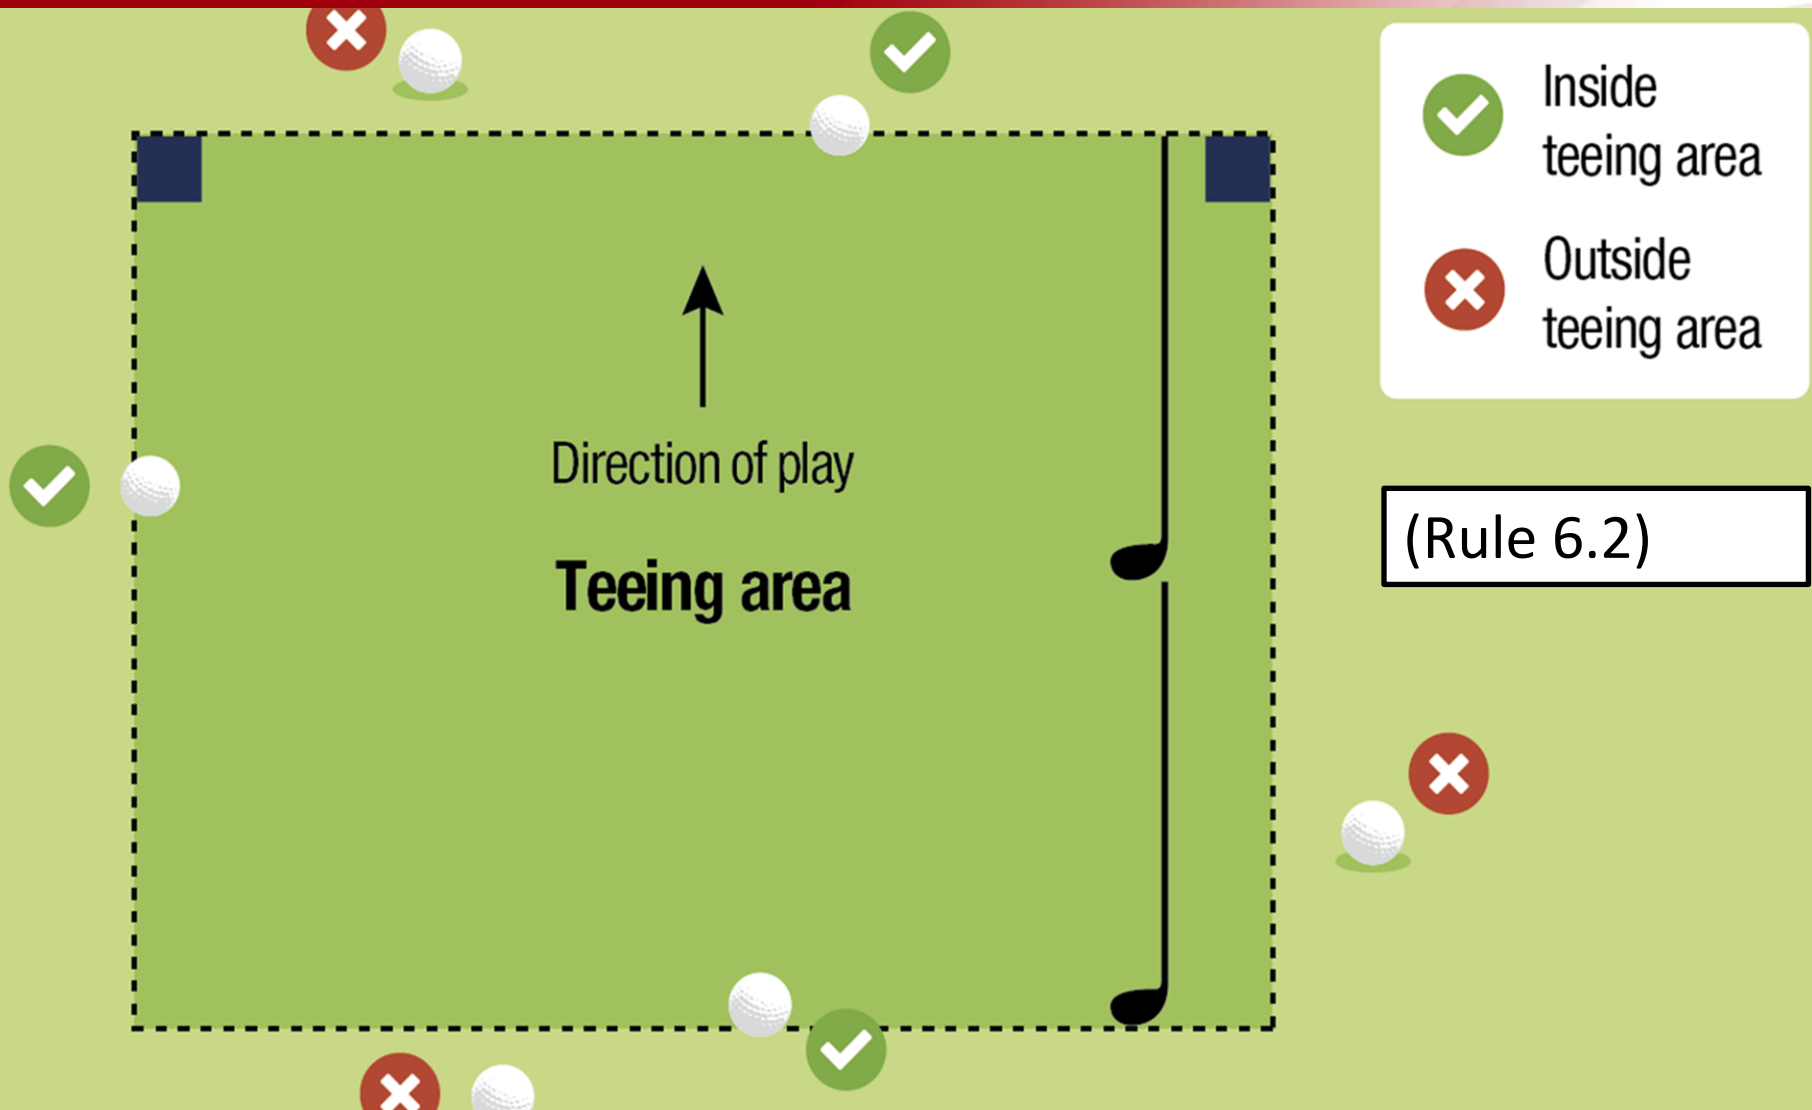 Inside
teeing area
Outside
teeing area
Direction of play
Teeing area
(Rule 6.2)